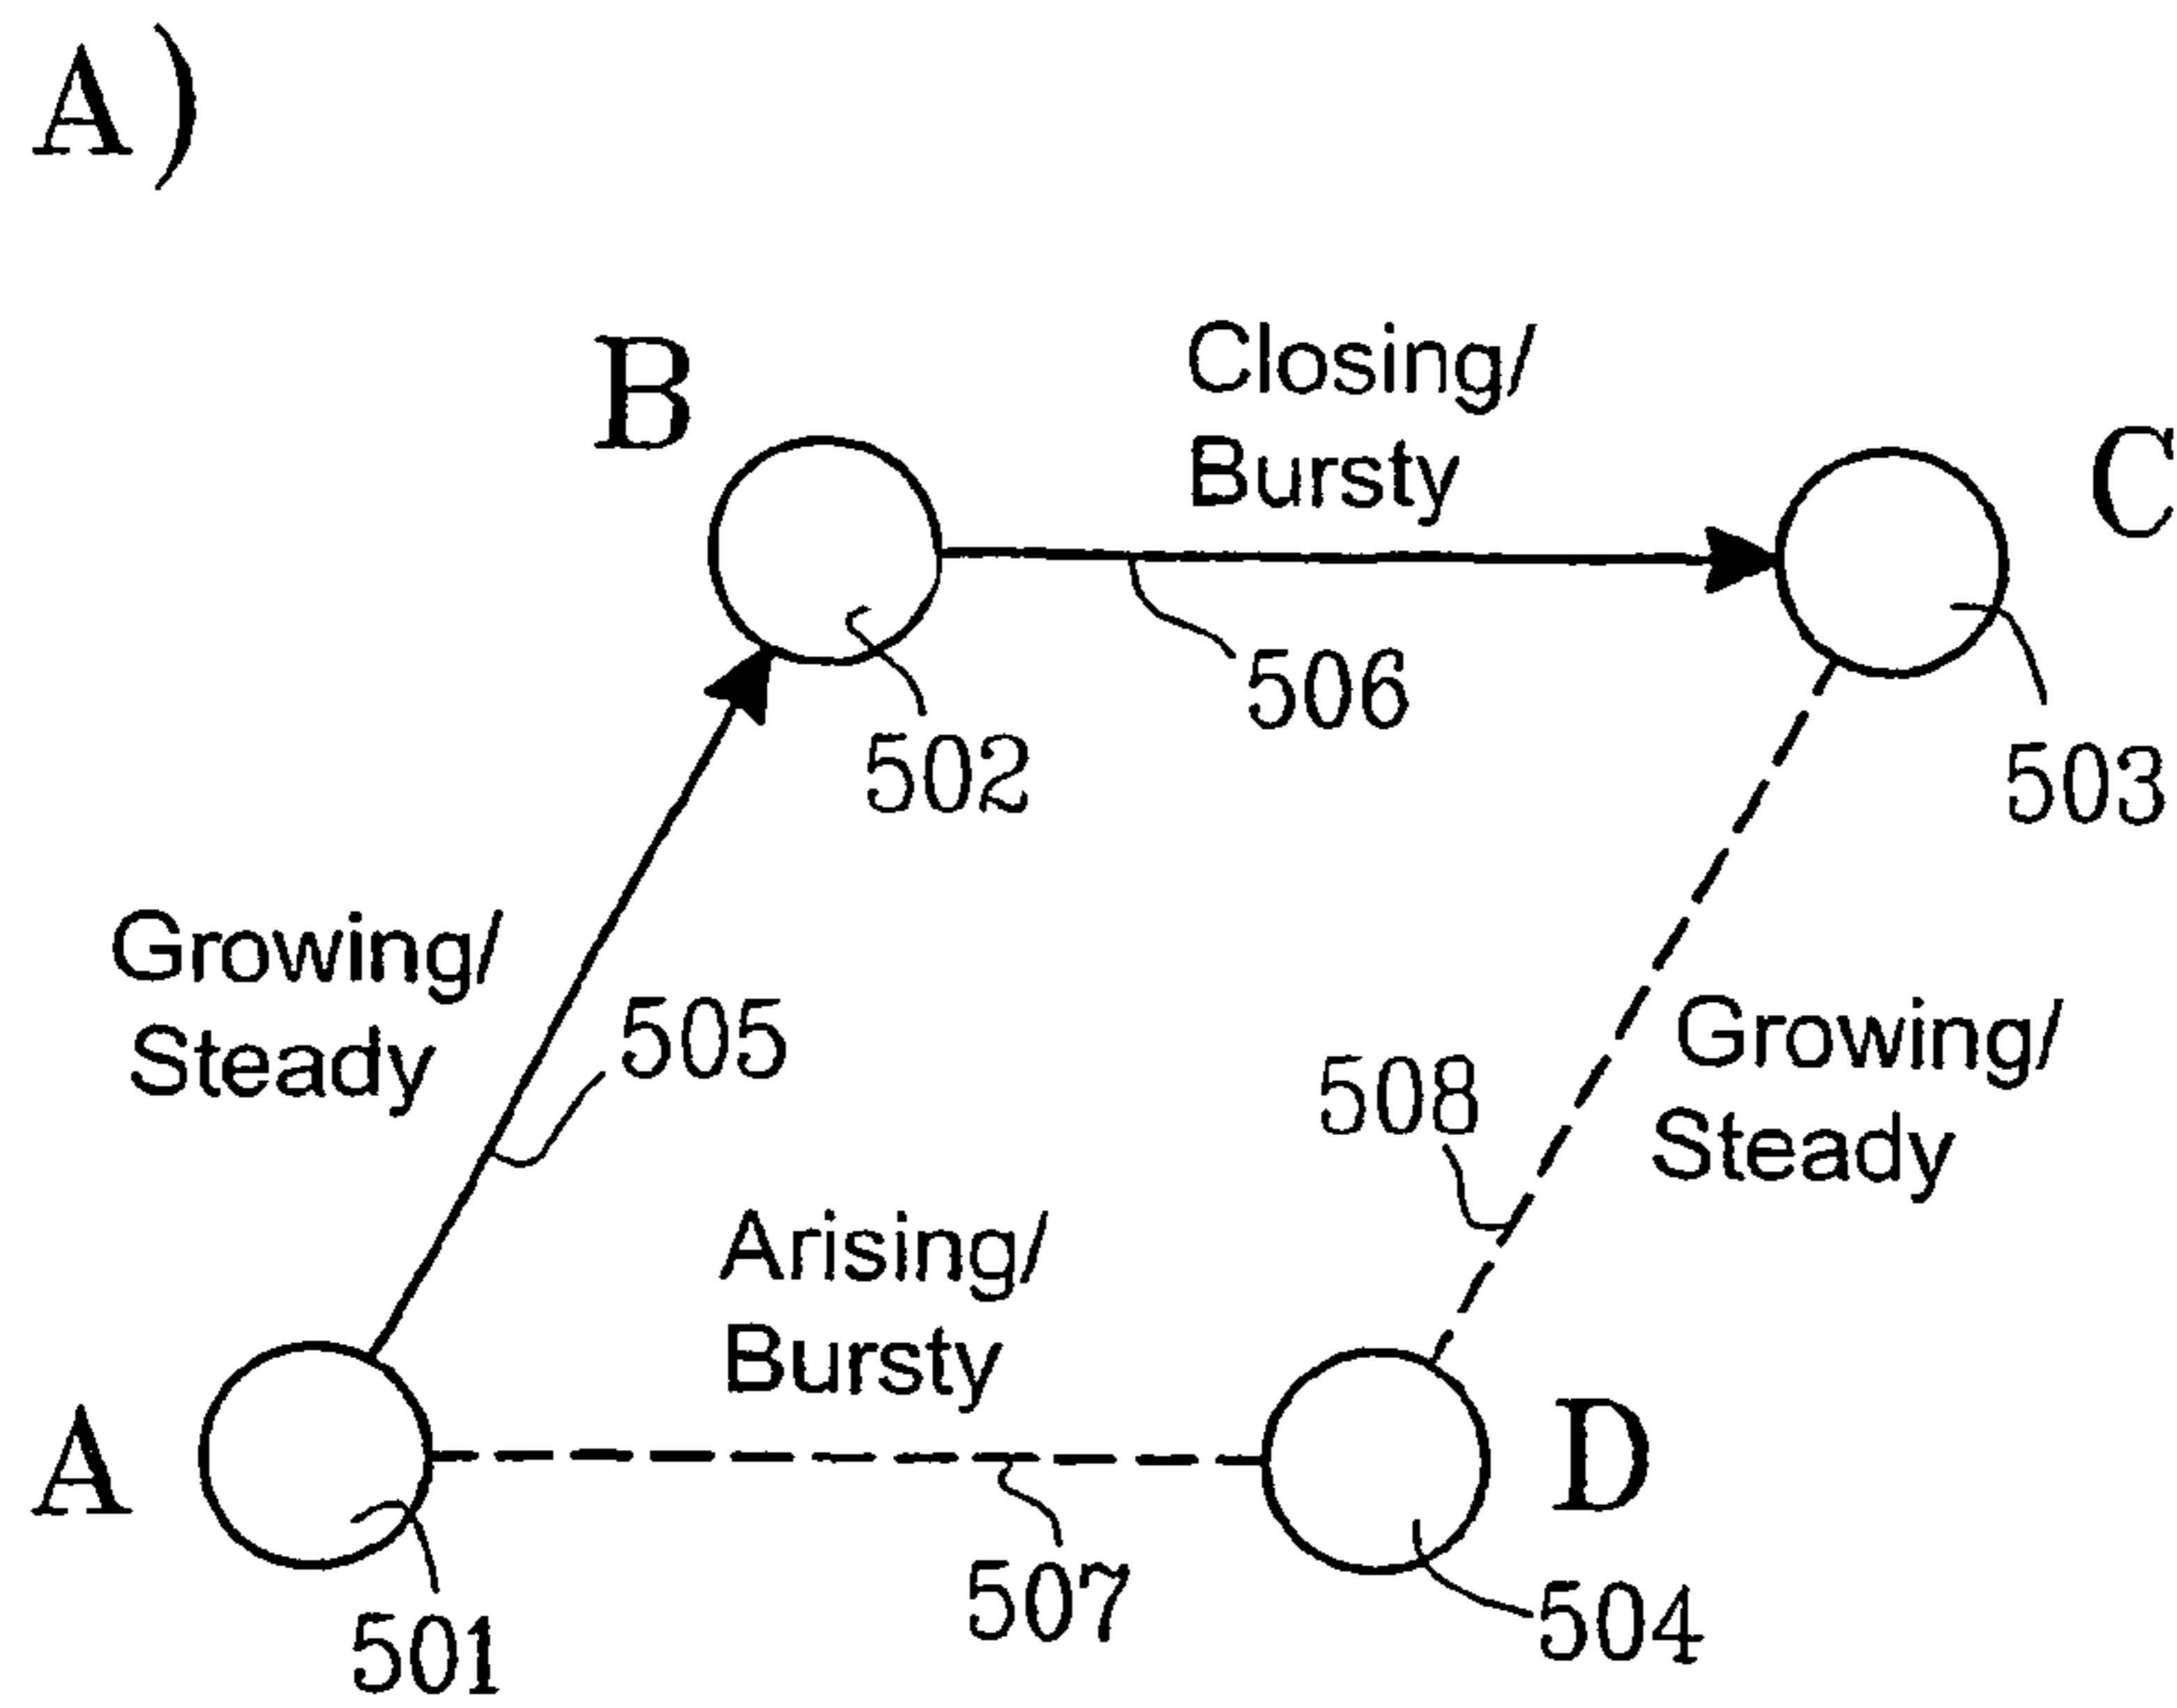 A)
B
Closing/
Bursty
C
506
502
503
Growing/
Steady
505
508
Growing/
Steady
Arising/
Bursty
A
D
507
504
501